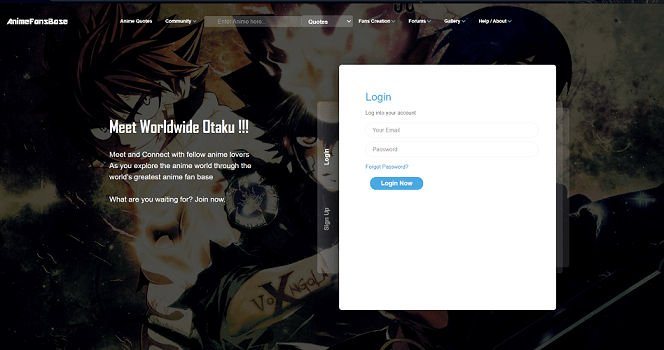 AnimeFansBase
Anime Quotes
Community
Enter Anime here...
Quotes
Fans Creation
Forums
Gallery
Help / About
Meet Worldwide Otaku !!!
Meet and Connect with fellow anime lovers
As you explore the anime world through the
world's greatest anime fan base
What are you waiting for? Join now.
Login
Sign Up
Login
Log into your account
Your Email
Password
Forgot Password?
Login Now
VoXngola